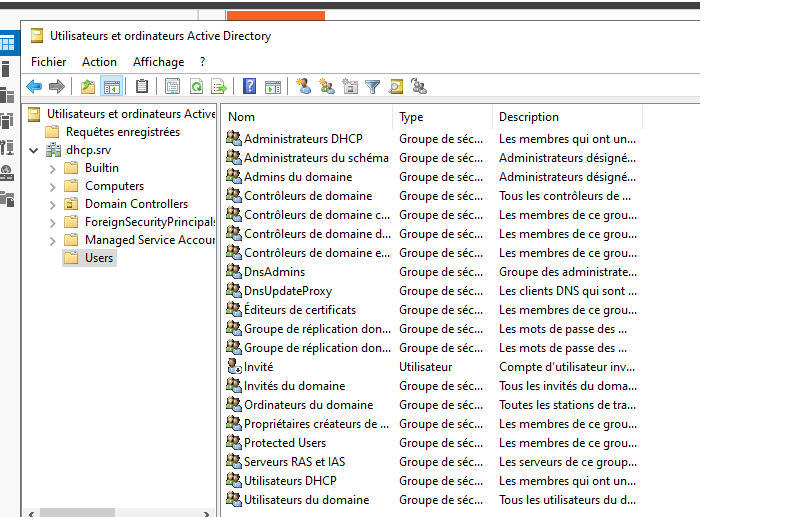 Utilisateurs et ordinateurs Active Directory
Fichier Action Affichage ?
Utilisateurs et ordinateurs Active
Requêtes enregistrées
dhcp.srv
Builtin
Computers
Domain Controllers
ForeignSecurityPrincipals
Managed Service Accour
Users
Nom Type Description
Administrateurs DHCP Groupe de séc... Les membres qui ont un...
Administrateurs du schéma Groupe de séc... Administrateurs désigné...
Admins du domaine Groupe de séc... Administrateurs désigné...
Contrôleurs de domaine Groupe de séc... Tous les contrôleurs de ...
Contrôleurs de domaine c... Groupe de séc... Les membres de ce grou...
Contrôleurs de domaine d... Groupe de séc... Les membres de ce grou...
Contrôleurs de domaine e... Groupe de séc... Les membres de ce grou...
DnsAdmins Groupe de séc... Groupe des administrate...
DnsUpdateProxy Groupe de séc... Les clients DNS qui sont ...
Éditeurs de certificats Groupe de séc... Les membres de ce grou...
Groupe de réplication don... Groupe de séc... Les mots de passe des ...
Groupe de réplication don... Groupe de séc... Les mots de passe des ...
Invité Utilisateur Compte d'utilisateur inv...
Invités du domaine Groupe de séc... Tous les invités du doma...
Ordinateurs du domaine Groupe de séc... Toutes les stations de tra...
Propriétaires créateurs de ... Groupe de séc... Les membres de ce grou...
Protected Users Groupe de séc... Les membres de ce grou...
Serveurs RAS et IAS Groupe de séc... Les serveurs de ce group...
Utilisateurs DHCP Groupe de séc... Les membres qui ont un...
Utilisateurs du domaine Groupe de séc... Tous les utilisateurs du d...